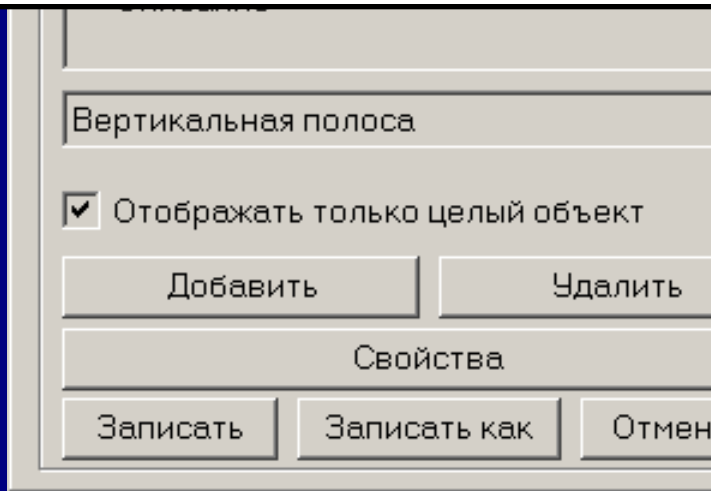 Вертикальная полоса
Отображать только целый объект
Добавить Удалить
Свойства
Записать Записать как Отмен